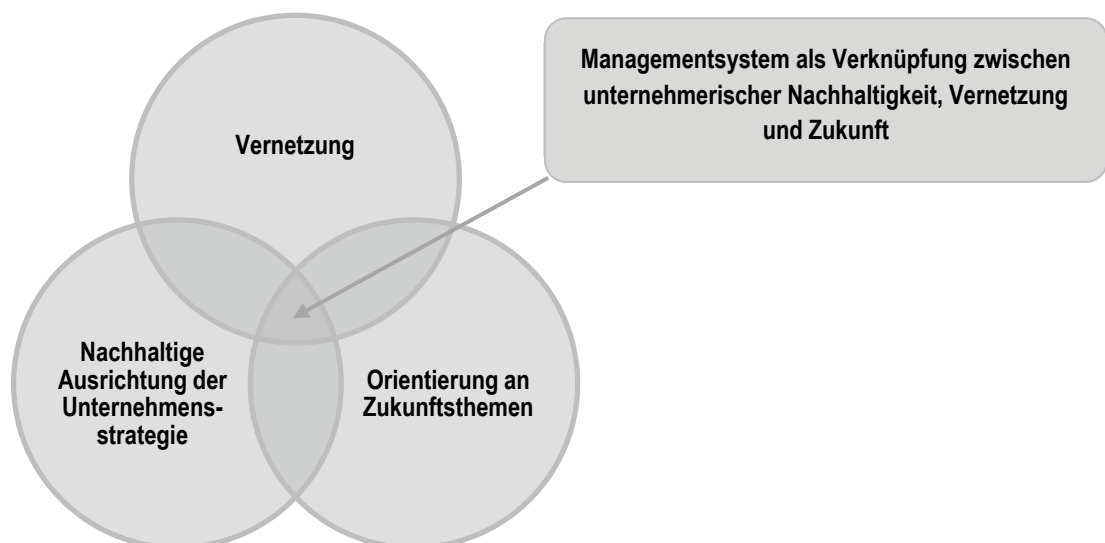 Managementsystem als Verknüpfung zwischen
unternehmerischer Nachhaltigkeit, Vernetzung
und Zukunft
Vernetzung
Nachhaltige
Ausrichtung der
Unternehmens-
strategie
Orientierung an
Zukunftsthemen